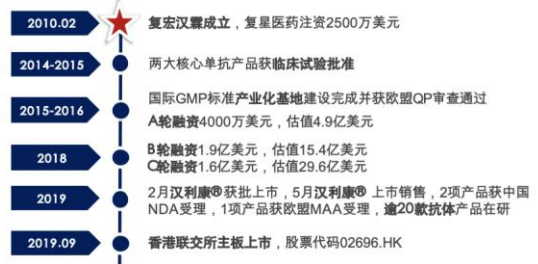 2010.02
复宏汉霖成立，复星医药注资2500万美元
2014-2015
两大核心单抗产品获临床试验批准
2015-2016
国际GMP标准产业化基地建设完成并获欧盟QP审查通过
A轮融资4000万美元，估值4.9亿美元
2018
B轮融资1.9亿美元，估值15.4亿美元
C轮融资1.6亿美元，估值29.6亿美元
2019
2月汉利康®获批上市，5月汉利康® 上市销售，2项产品获中国
NDA受理，1项产品获欧盟MAA受理，逾20款抗体产品在研
2019.09
香港联交所主板上市，股票代码02696.HK